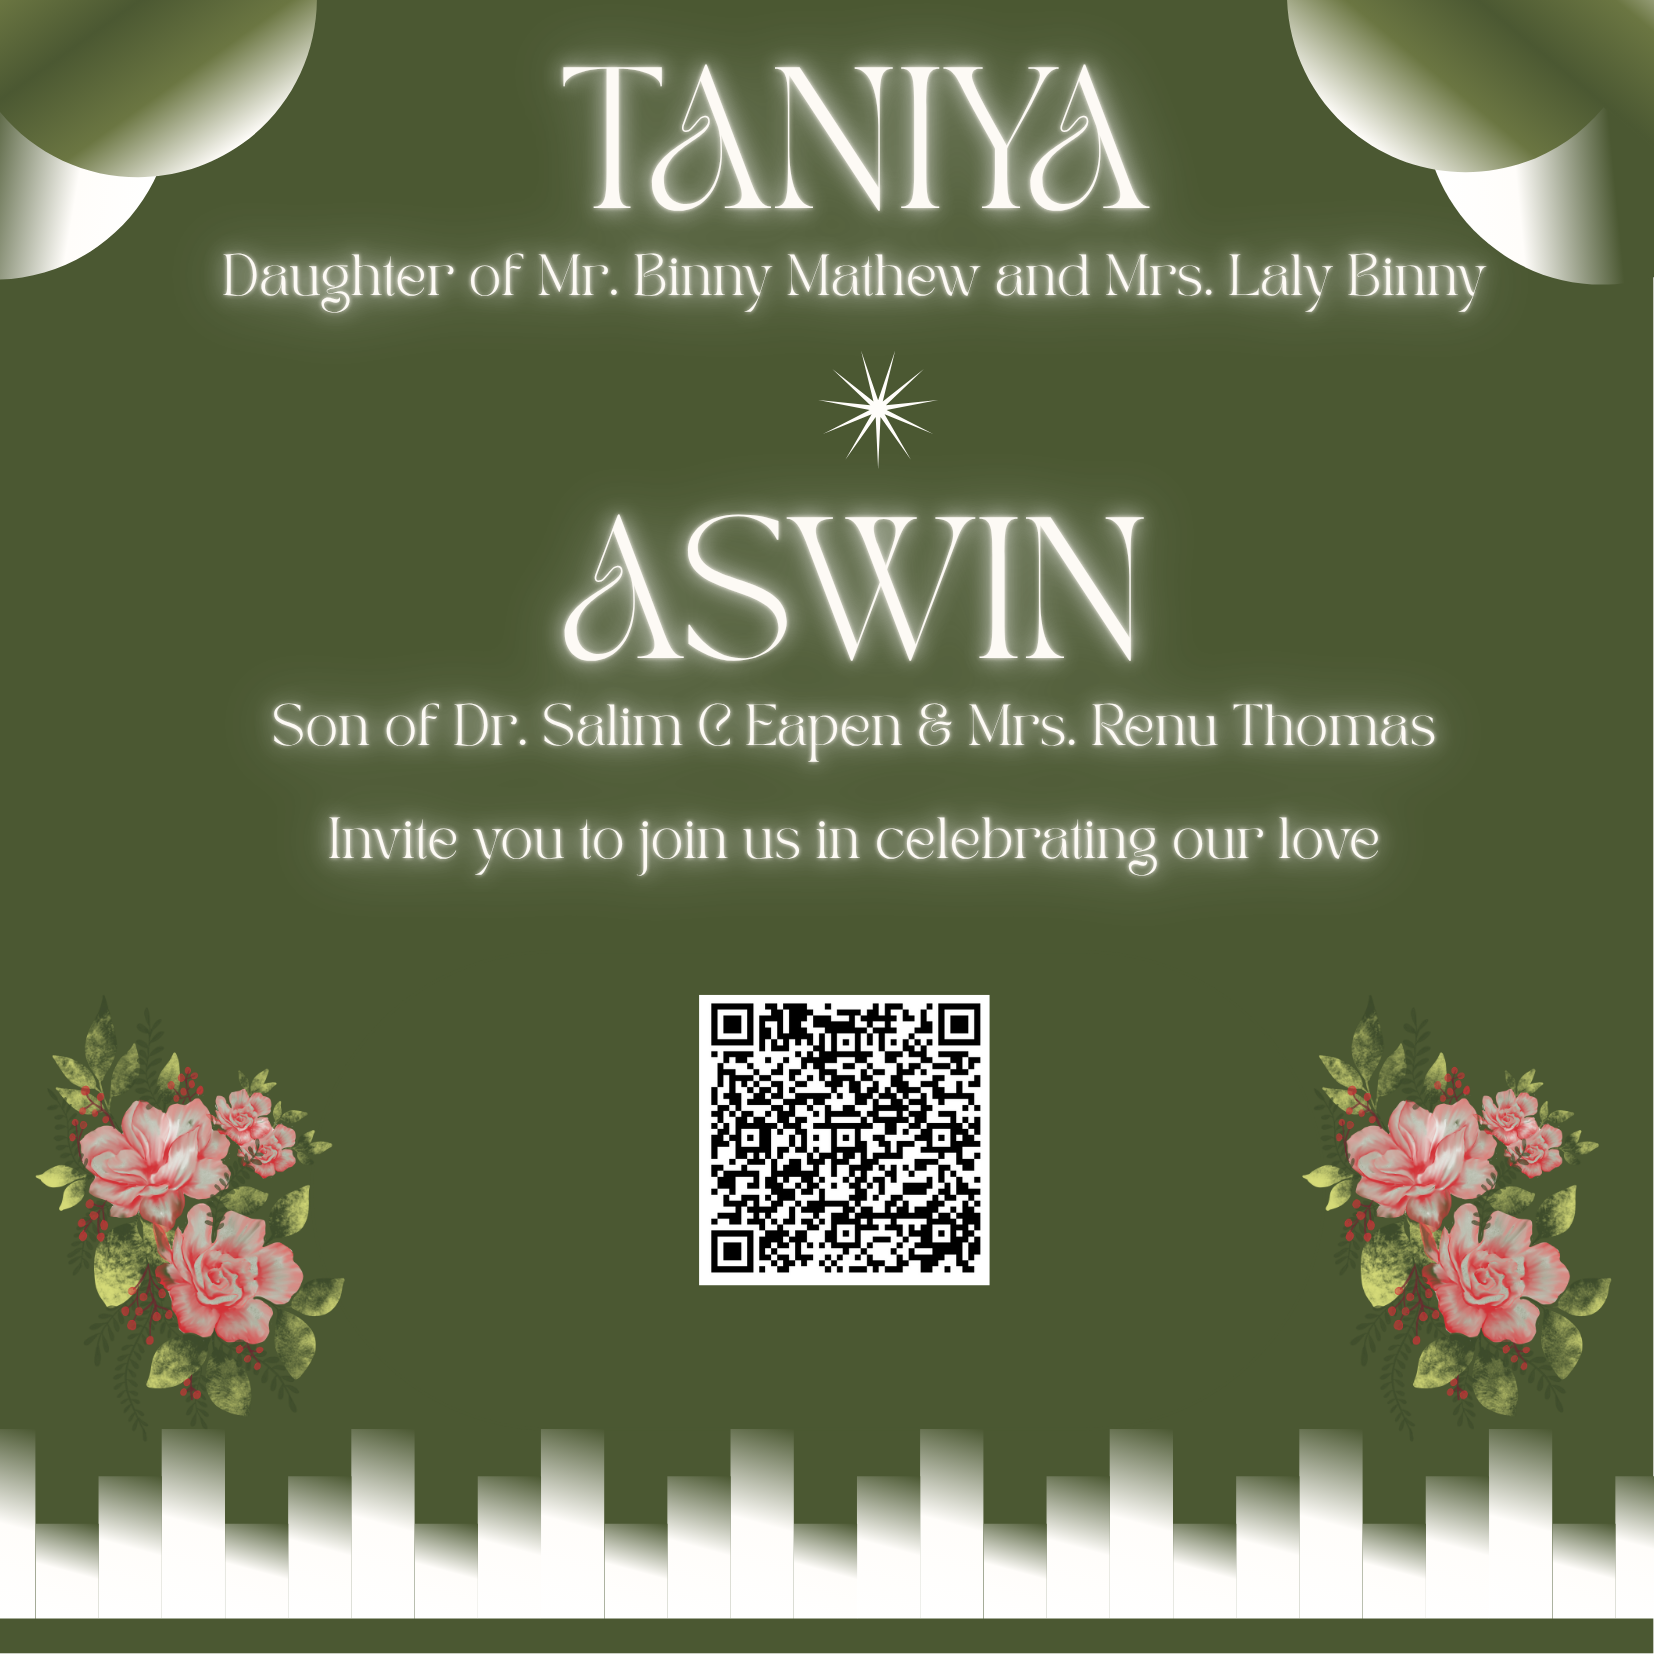 TANIYA
Daughter of Mr. Binny Mathew and Mrs. Laly Binny
ASWIN
Son of Dr. Salim C Eapen & Mrs. Renu Thomas
Invite you to join us in celebrating our love